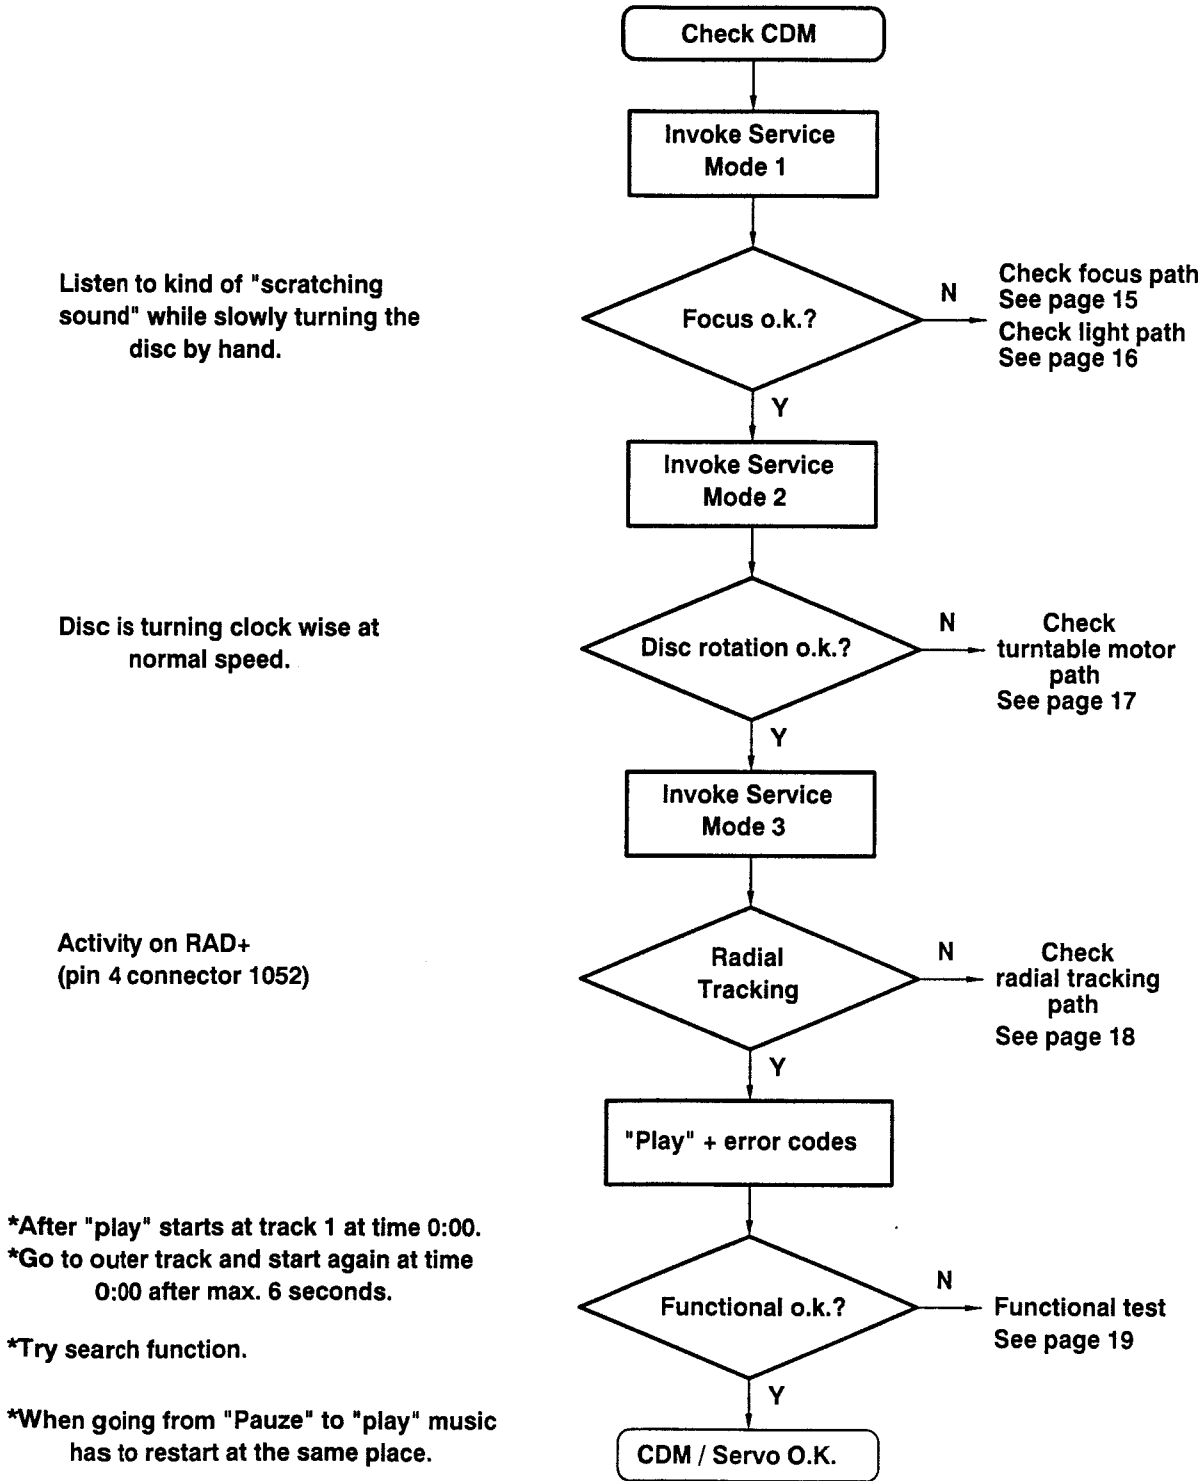 Check CDM
Invoke Service
Mode 1
Listen to kind of "scratching
sound" while slowly turning the
disc by hand.
Focus o.k.?
N
Check focus path
See page 15
Check light path
See page 16
Y
Invoke Service
Mode 2
Disc is turning clock wise at
normal speed.
Disc rotation o.k.?
N
Check
turntable motor
path
See page 17
Y
Invoke Service
Mode 3
Activity on RAD+
(pin 4 connector 1052)
Radial
Tracking
N
Check
radial tracking
path
See page 18
Y
"Play" + error codes
*After "play" starts at track 1 at time 0:00.
*Go to outer track and start again at time
0:00 after max. 6 seconds.
*Try search function.
*When going from "Pauze" to "play" music
has to restart at the same place.
Functional o.k.?
N
Functional test
See page 19
Y
CDM / Servo O.K.